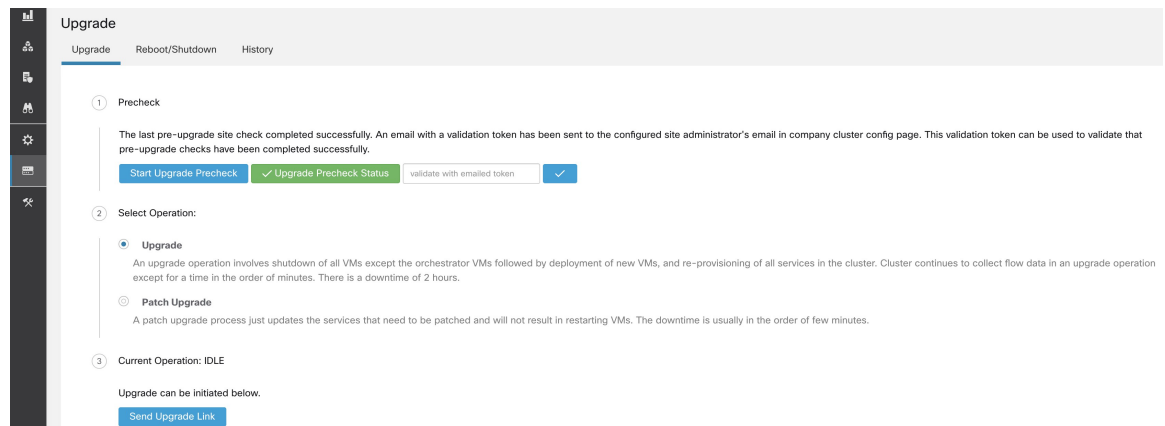 Upgrade
Upgrade Reboot/Shutdown History
1 Precheck
The last pre-upgrade site check completed successfully. An email with a validation token has been sent to the configured site administrator's email in company cluster config page. This validation token can be used to validate that
pre-upgrade checks have been completed successfully.
Start Upgrade Precheck ✓ Upgrade Precheck Status validate with emailed token ✓
2 Select Operation:
Upgrade
An upgrade operation involves shutdown of all VMs except the orchestrator VMs followed by deployment of new VMs, and re-provisioning of all services in the cluster. Cluster continues to collect flow data in an upgrade operation
except for a time in the order of minutes. There is a downtime of 2 hours.
Patch Upgrade
A patch upgrade process just updates the services that need to be patched and will not result in restarting VMs. The downtime is usually in the order of few minutes.
3 Current Operation: IDLE
Upgrade can be initiated below.
Send Upgrade Link